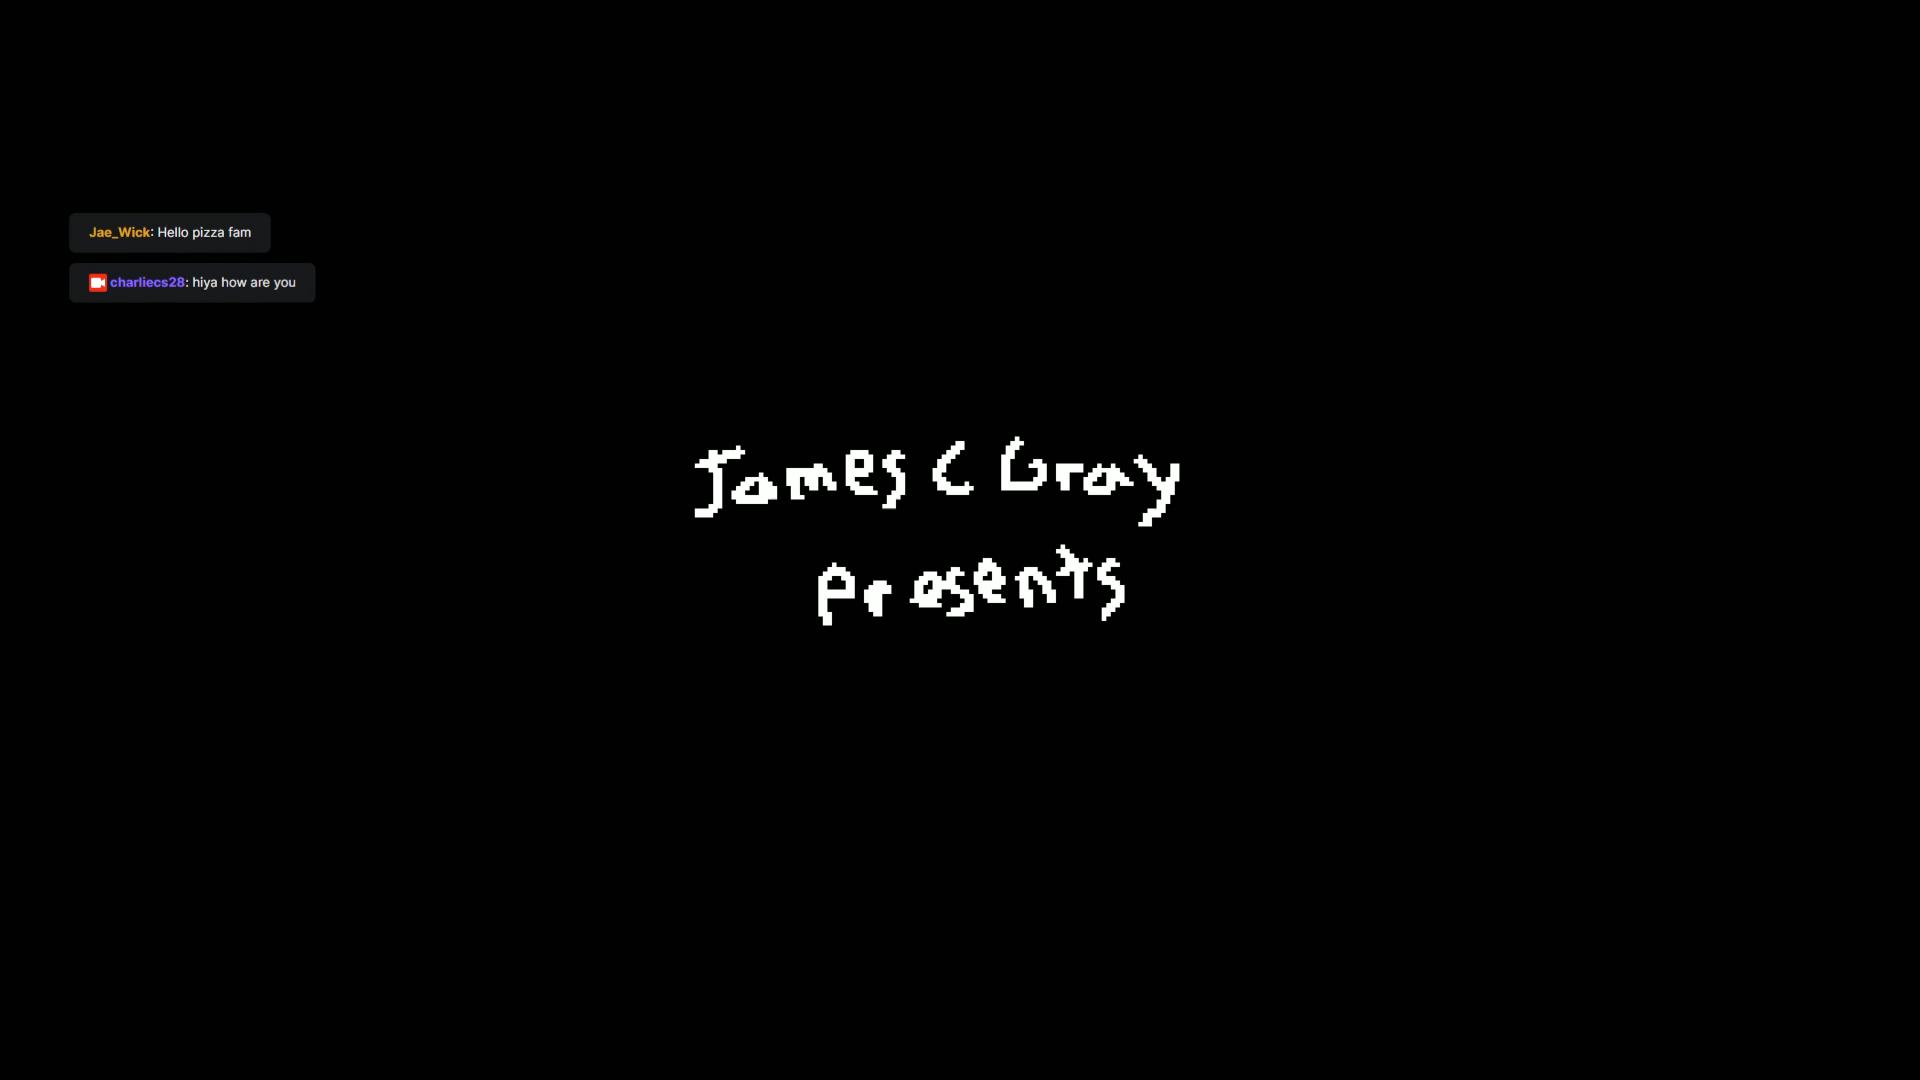 Jae_Wick: Hello pizza fam
charliecs28: hiya how are you
James C Gray
presents